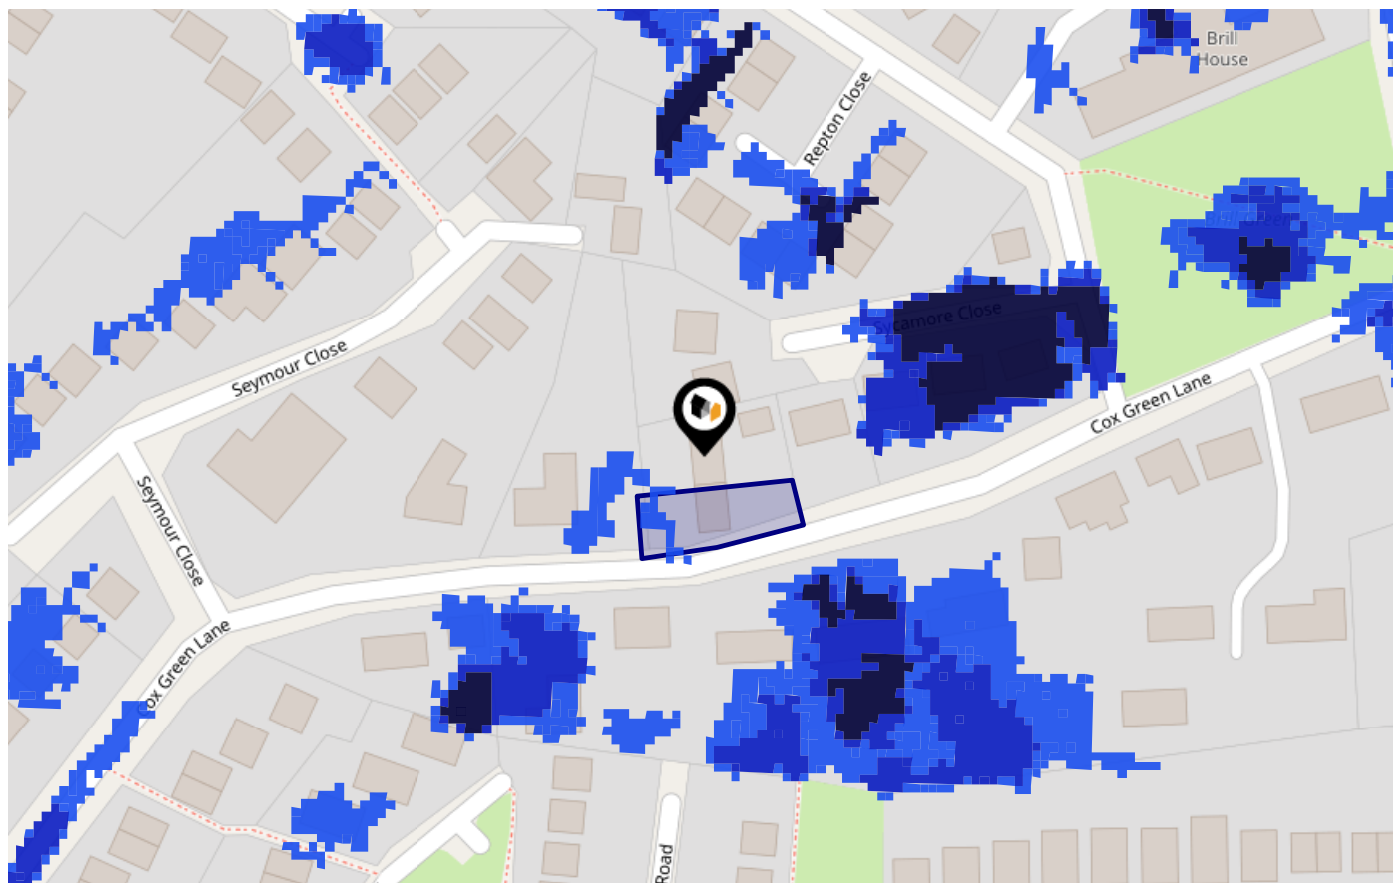 Brill
House
Repton Close
Sycamore Close
Seymour Close
Cox Green Lane
Seymour Close
Cox Green Lane
Road